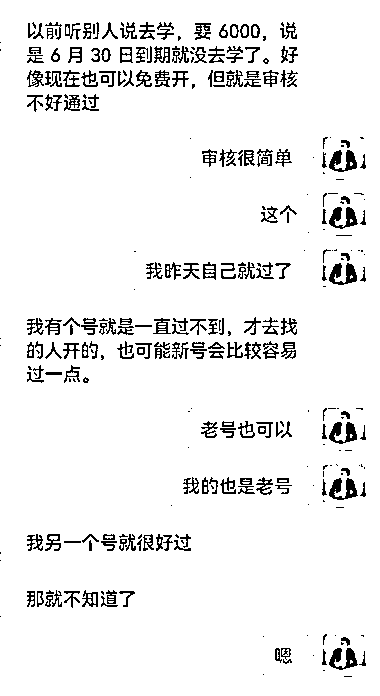 以前听别人说去学，要 6000，说
是 6 月 30 日到期就没去学了。好
像现在也可以免费开，但就是审核
不好通过
审核很简单
这个
我昨天自己就过了
我有个号就是一直过不到，才去找
的人开的，也可能新号会比较容易
过一点。
老号也可以
我的也是老号
我另一个号就很好过
那就不知道了
嗯